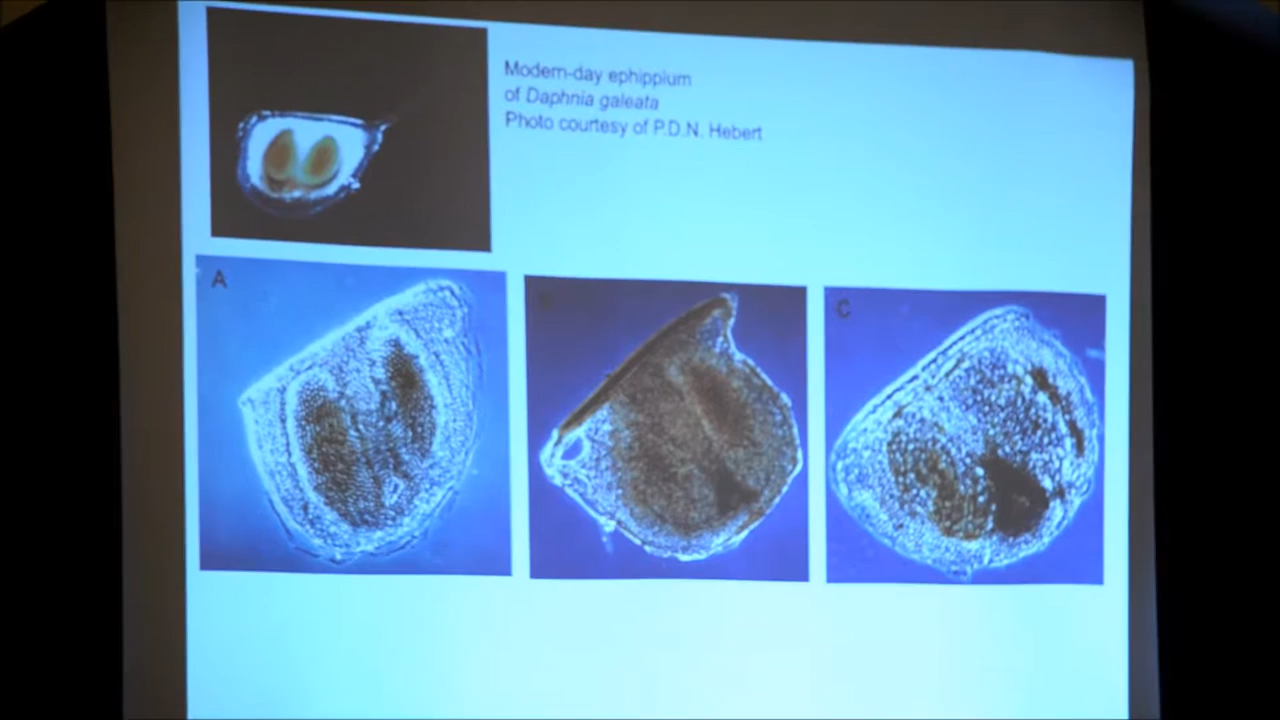 Modern-day ephippium
of Daphnia galeata
Photo courtesy of P.D.N. Hebert
A
C